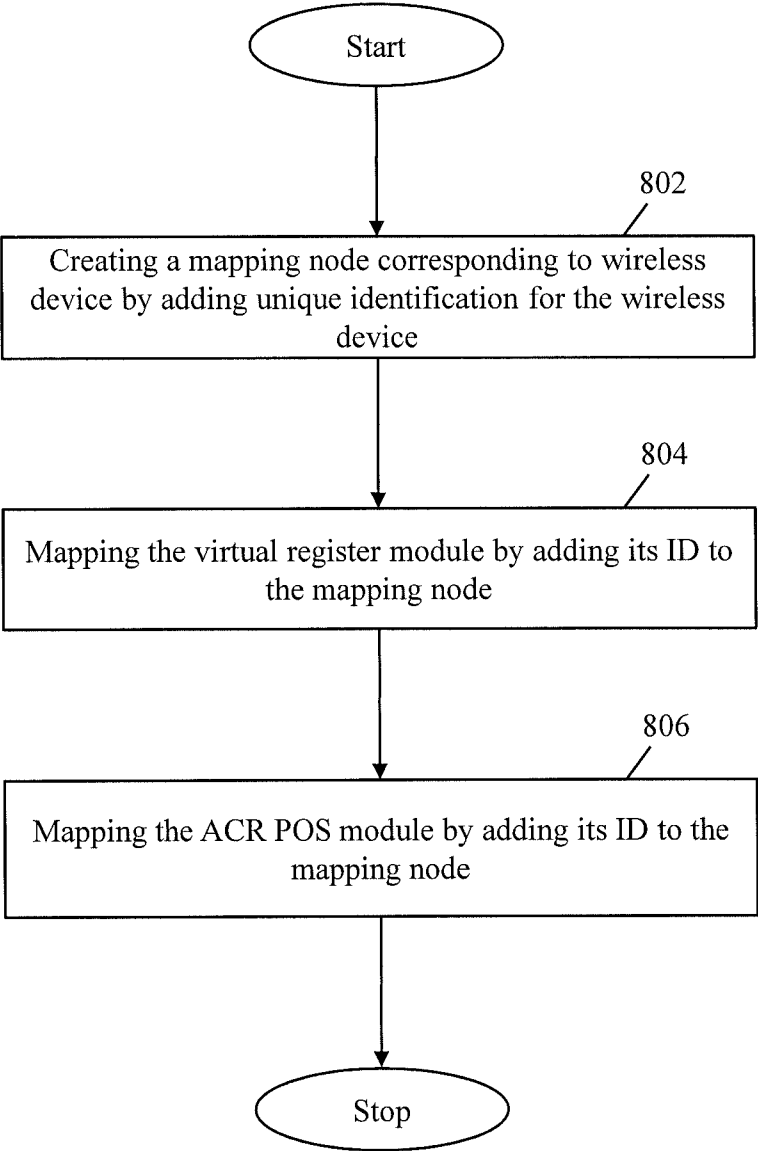 Start
802
Creating a mapping node corresponding to wireless
device by adding unique identification for the wireless
device
804
Mapping the virtual register module by adding its ID to
the mapping node
806
Mapping the ACR POS module by adding its ID to the
mapping node
Stop